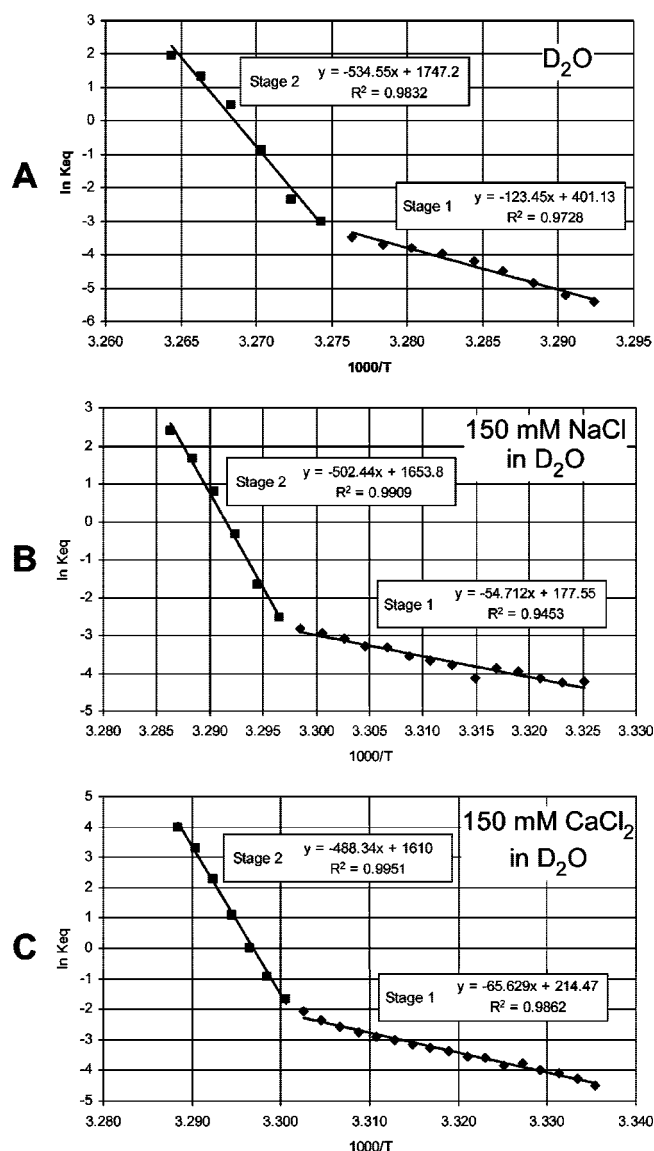 A
D2O
ln Keq
3
2
1
0
-1
-2
-3
-4
-5
-6
Stage 2 y = -534.55x + 1747.2
R² = 0.9832
Stage 1 y = -123.45x + 401.13
R² = 0.9728
3.260 3.265 3.270 3.275 3.280 3.285 3.290 3.295
1000/T
B
150 mM NaCl
in D2O
ln Keq
3
2
1
0
-1
-2
-3
-4
-5
Stage 2 y = -502.44x + 1653.8
R² = 0.9909
Stage 1 y = -54.712x + 177.55
R² = 0.9453
3.280 3.285 3.290 3.295 3.300 3.305 3.310 3.315 3.320 3.325 3.330
1000/T
C
150 mM CaCl2
in D2O
ln Keq
5
4
3
2
1
0
-1
-2
-3
-4
-5
Stage 2 y = -488.34x + 1610
R² = 0.9951
Stage 1 y = -65.629x + 214.47
R² = 0.9862
3.280 3.290 3.300 3.310 3.320 3.330 3.340
1000/T